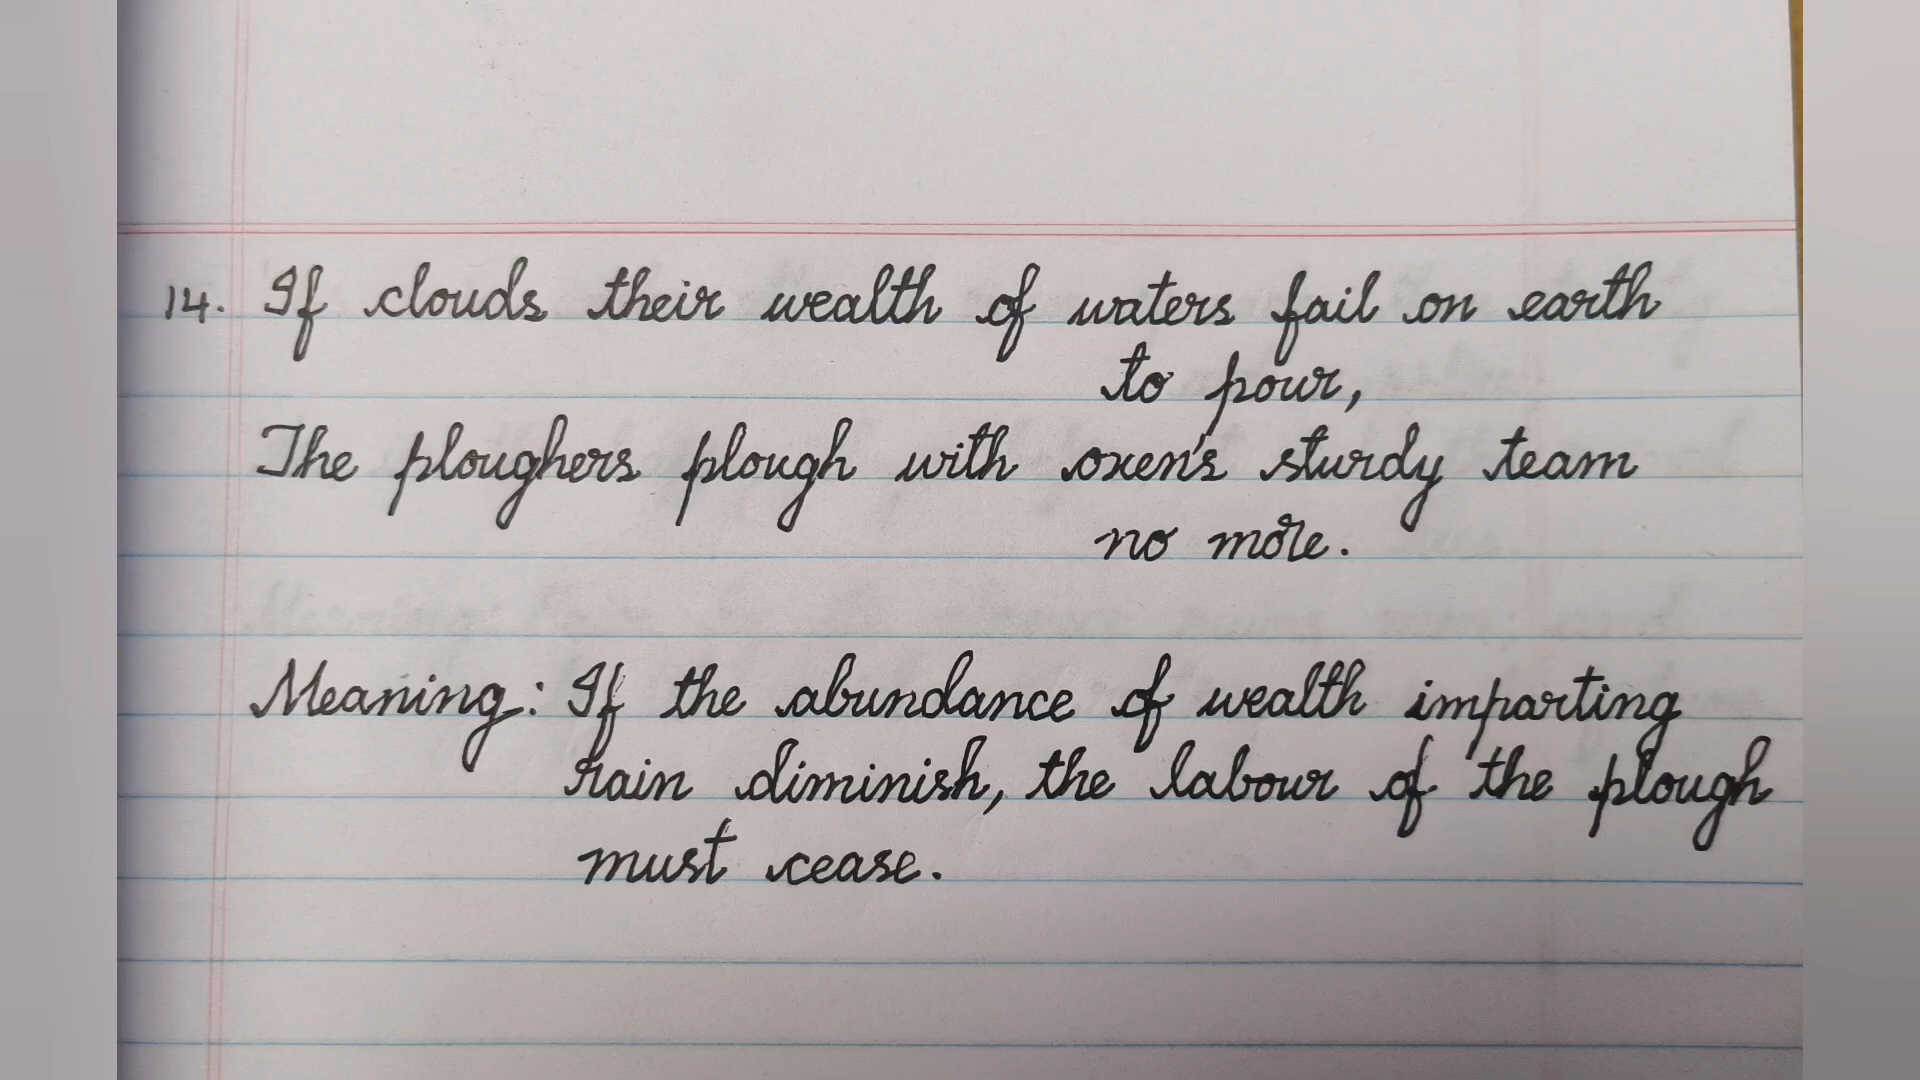 14. If clouds their wealth of waters fail on earth
to pour,
The ploughers plough with oxen's sturdy team
no more.
Meaning: If the abundance of wealth imparting
rain diminish, the labour of the plough
must cease.